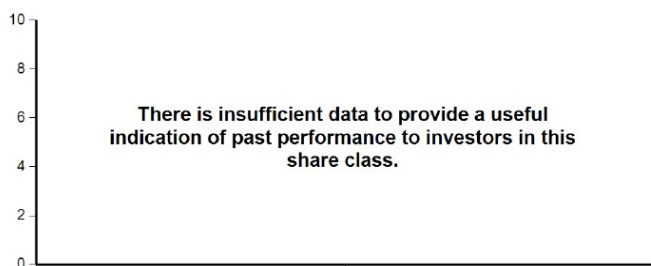 10
8
There is insufficient data to provide a useful
6
indication of past performance to investors in this
share class.
4
2
0